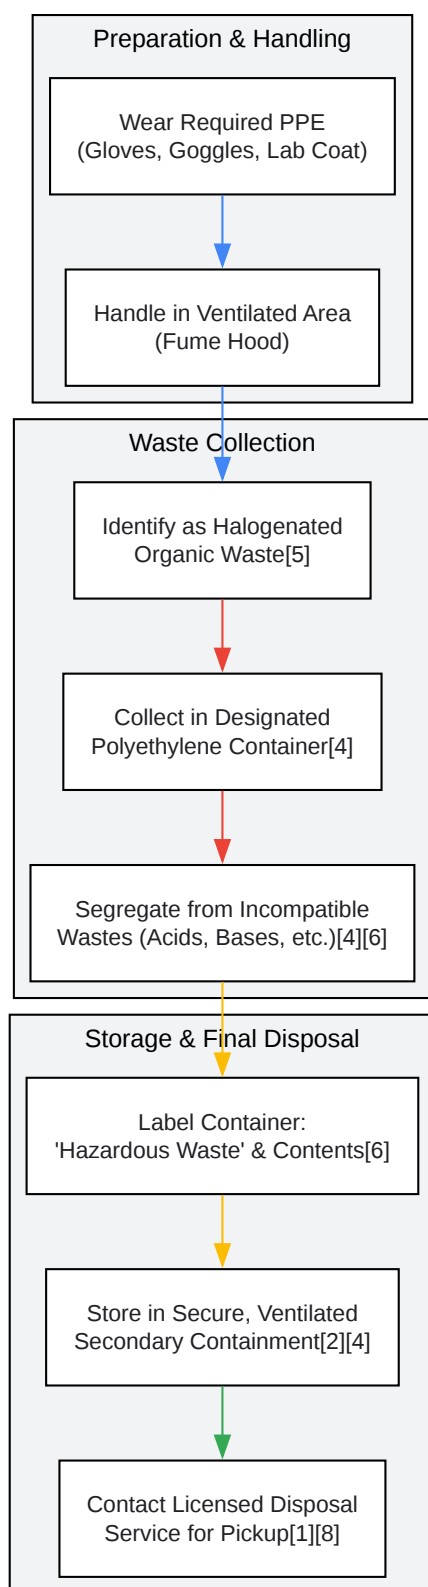 Preparation & Handling
Wear Required PPE
(Gloves, Goggles, Lab Coat)
Handle in Ventilated Area
(Fume Hood)
Waste Collection
Identify as Halogenated
Organic Waste[5]
Collect in Designated
Polyethylene Container[4]
Segregate from Incompatible
Wastes (Acids, Bases, etc.)[4][6]
Storage & Final Disposal
Label Container:
'Hazardous Waste' & Contents[6]
Store in Secure, Ventilated
Secondary Containment[2][4]
Contact Licensed Disposal
Service for Pickup[1][8]